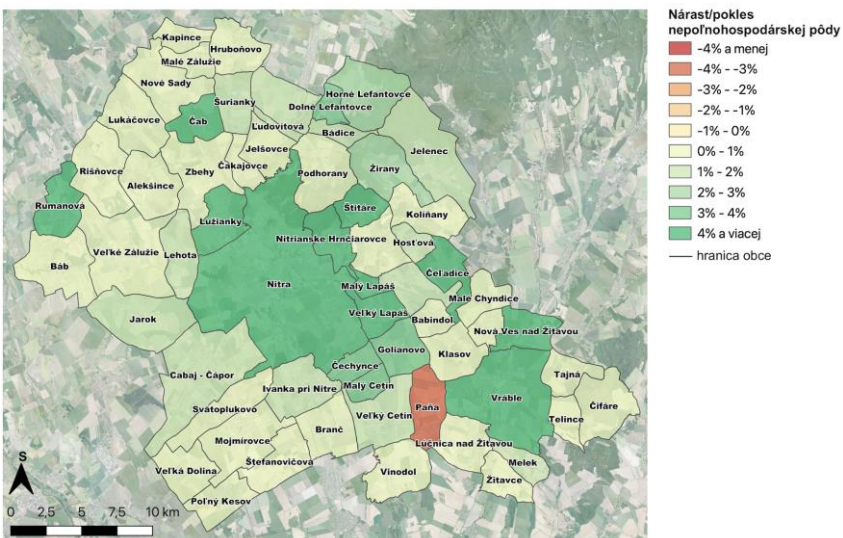 Nárast/pokles
nepoľnohospodárskej pôdy
-4% a menej
-4% - -3%
-3% - -2%
-2% - -1%
-1% - 0%
0% - 1%
1% - 2%
2% - 3%
3% - 4%
4% a viacej
hranica obce
Kapince
Hruboňovo
Malé Zálužie
Nové Sady
Šurianky
Horné Lefantovce
Dolné Lefantovce
Lukáčovce
Čab
Ľudovítová
Bádice
Jelšovce
Jelenec
Rišňovce
Zbehy
Čakajovce
Podhorany
Žirany
Alekšince
Rumanová
Lužianky
Štitáre
Koliňany
Nitrianske Hrnčiarovce
Hosťová
Báb
Veľké Zálužie
Lehota
Nitra
Čeľadice
Maly Lapáš
Male Chyndice
Veľký Lapáš
Jarok
Babindol
Nová Ves nad Žitavou
Golianovo
Klasov
Cabaj - Čápor
Čechynce
Tajná
Ivanka pri Nitre
Maly Cetín
Vráble
Čifáre
Svätoplukovo
Paňa
Veľký Cetín
Telince
Branč
Mojmírovce
Lúčnica nad Žitavou
Veľká Dolina
Štefanovičová
Vinodol
Melek
Žitavce
Poľný Kesov
S
0 2,5 5 7,5 10 km